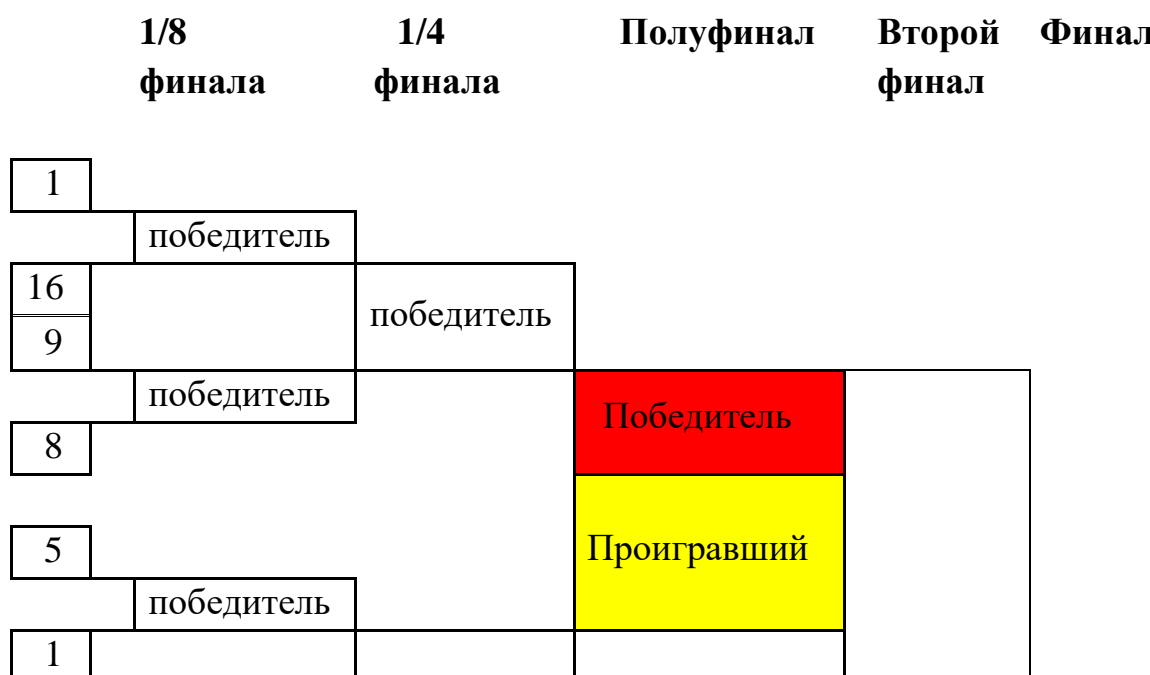 1/8 1/4 Полуфинал Второй Финал
финала финала финал
1
победитель
16
победитель
9
победитель
Победитель
8
5
Проигравший
победитель
1